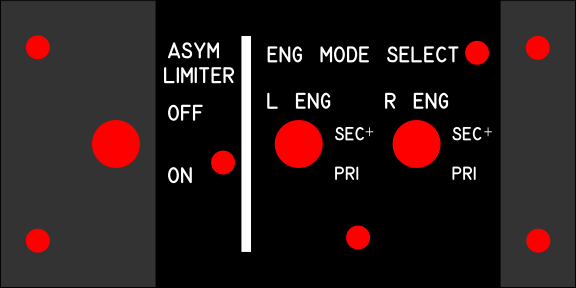 ASYM
LIMITER
OFF
ON
ENG MODE SELECT
L ENG R ENG
SEC+ SEC+
PRI PRI